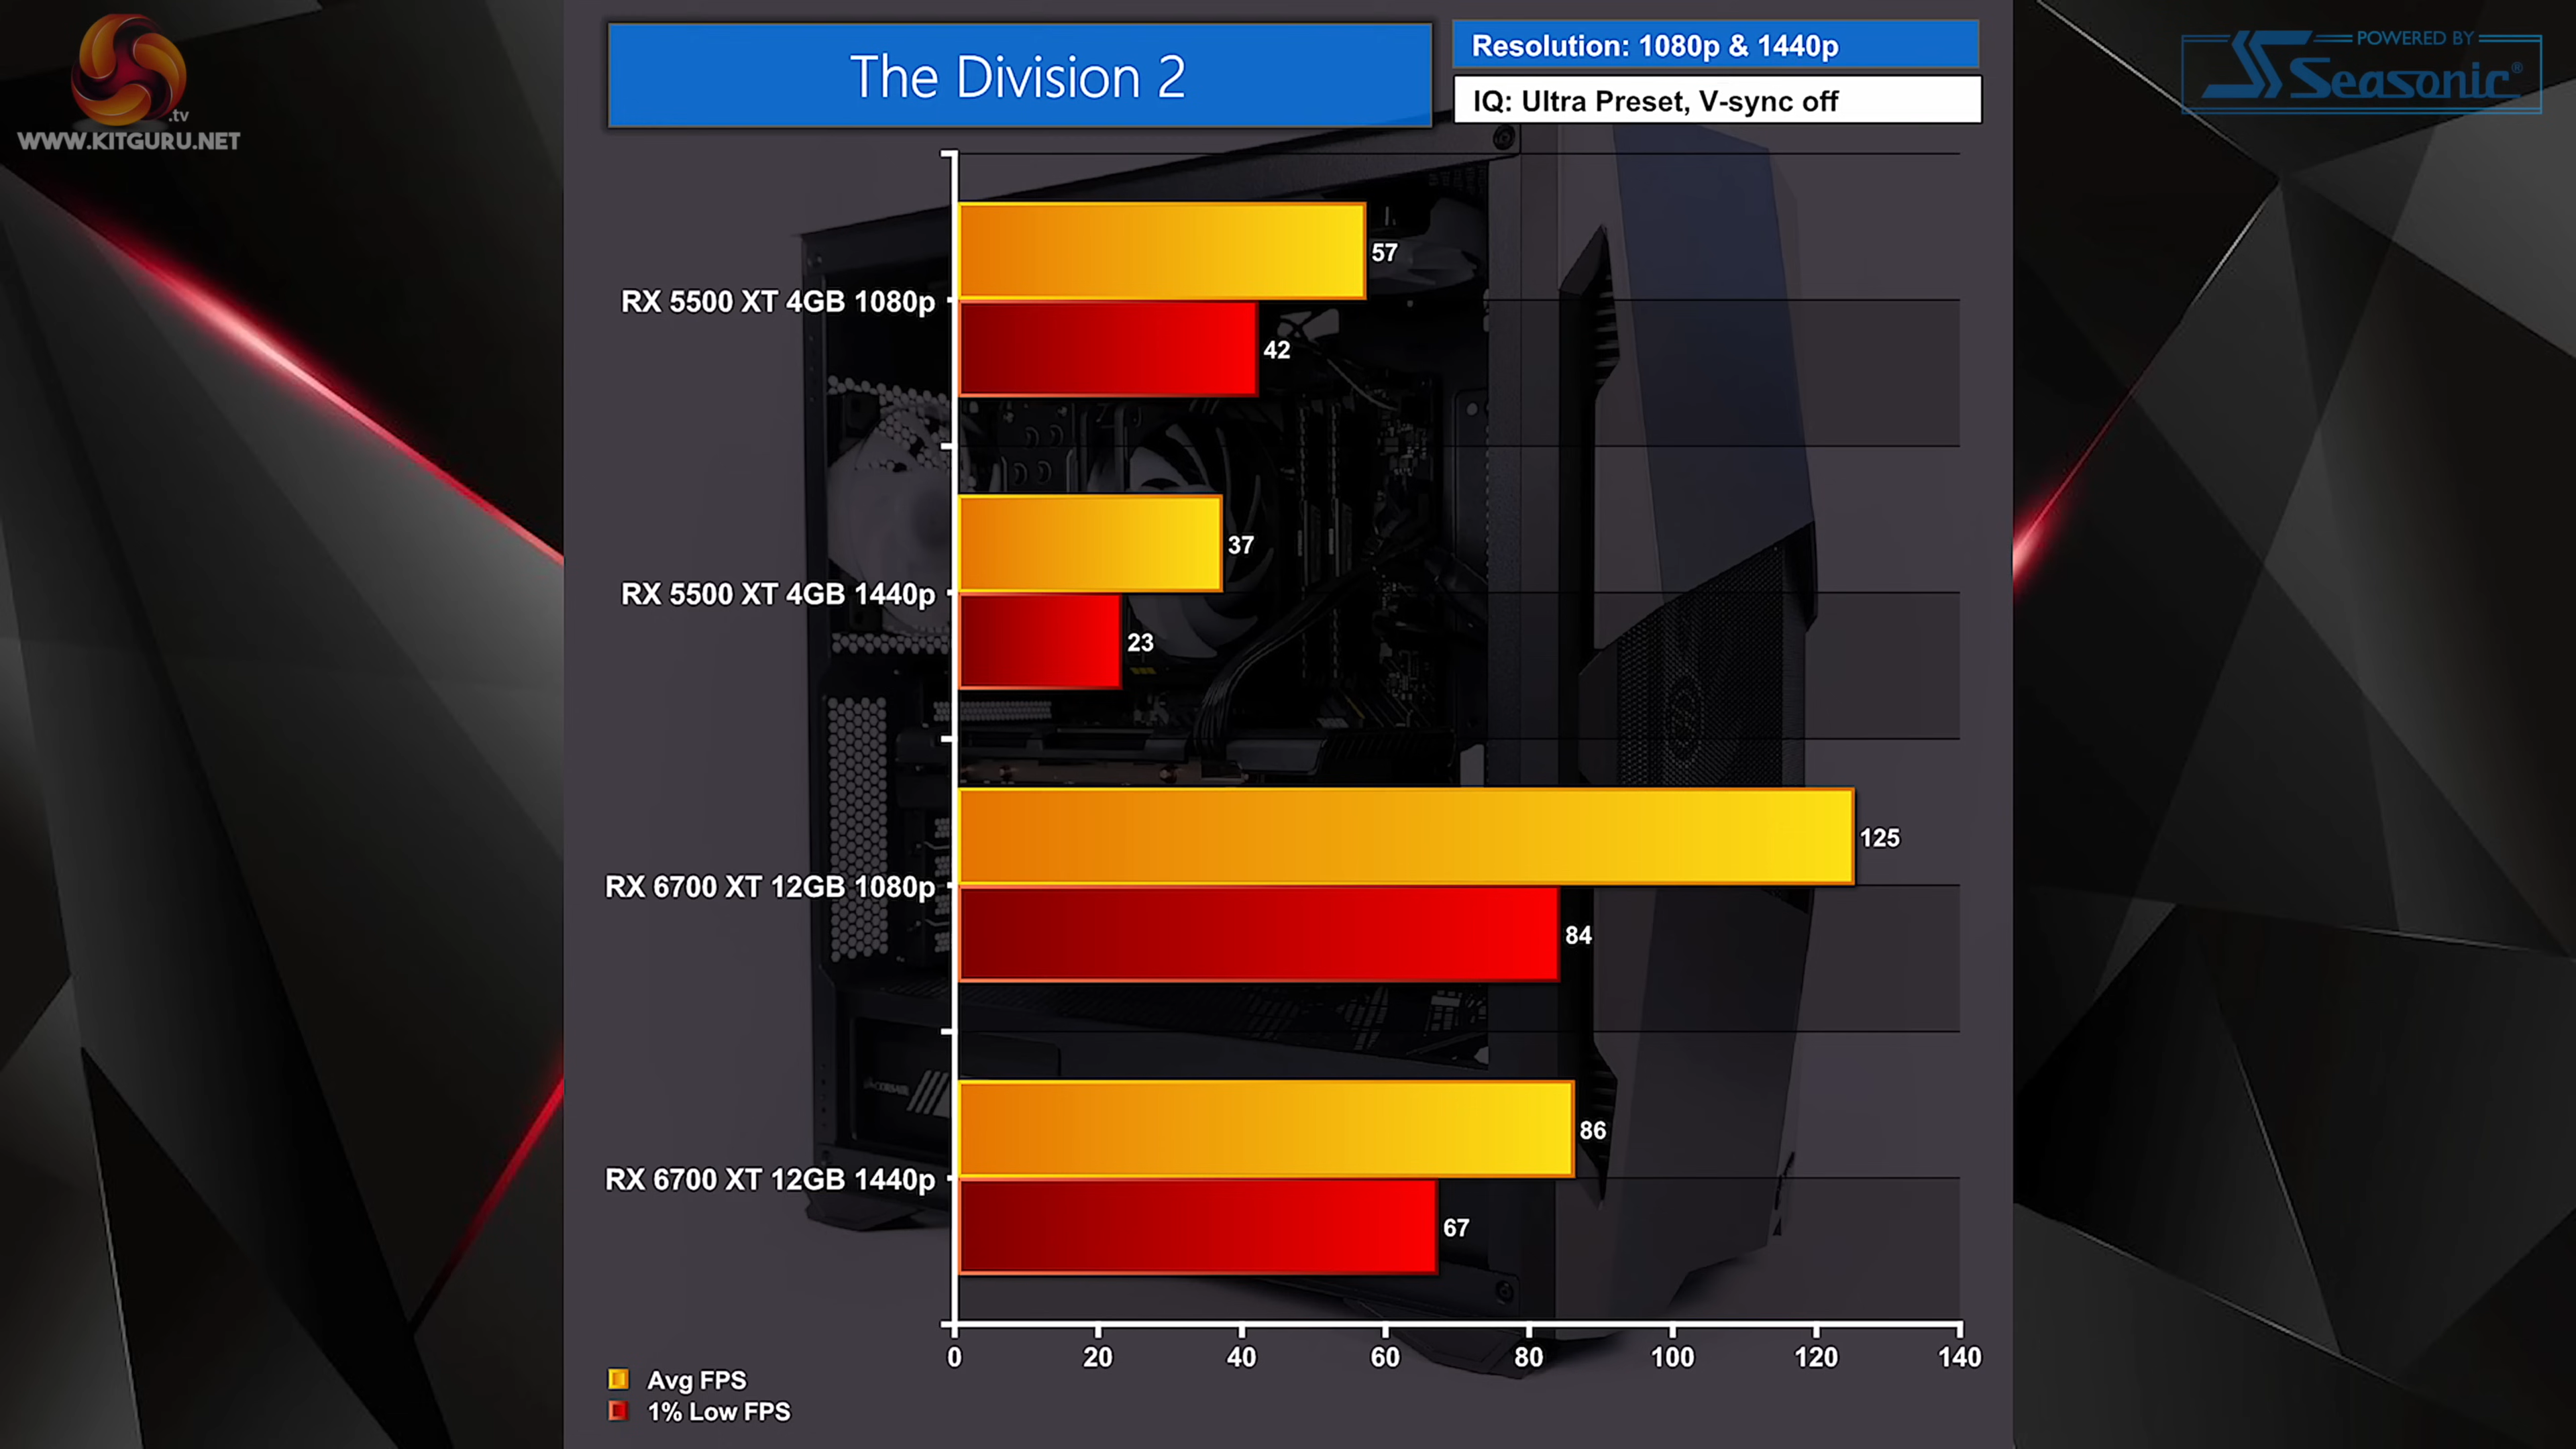 .tv
WWW.KITGURU.NET
The Division 2
Resolution: 1080p & 1440p
IQ: Ultra Preset, V-sync off
POWERED BY
Seasonic®
RX 5500 XT 4GB 1080p
57
42
RX 5500 XT 4GB 1440p
37
23
RX 6700 XT 12GB 1080p
125
84
RX 6700 XT 12GB 1440p
86
67
0 20 40 60 80 100 120 140
Avg FPS
1% Low FPS
CORSAIR